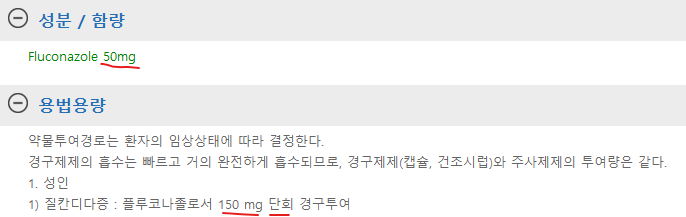 성분 / 함량
Fluconazole 50mg
용법용량
약물투여경로는 환자의 임상상태에 따라 결정한다.
경구제제의 흡수는 빠르고 거의 완전하게 흡수되므로, 경구제제(캡슐, 건조시럽)와 주사제제의 투여량은 같다.
1. 성인
1) 질칸디다증 : 플루코나졸로서 150 mg 단회 경구투여